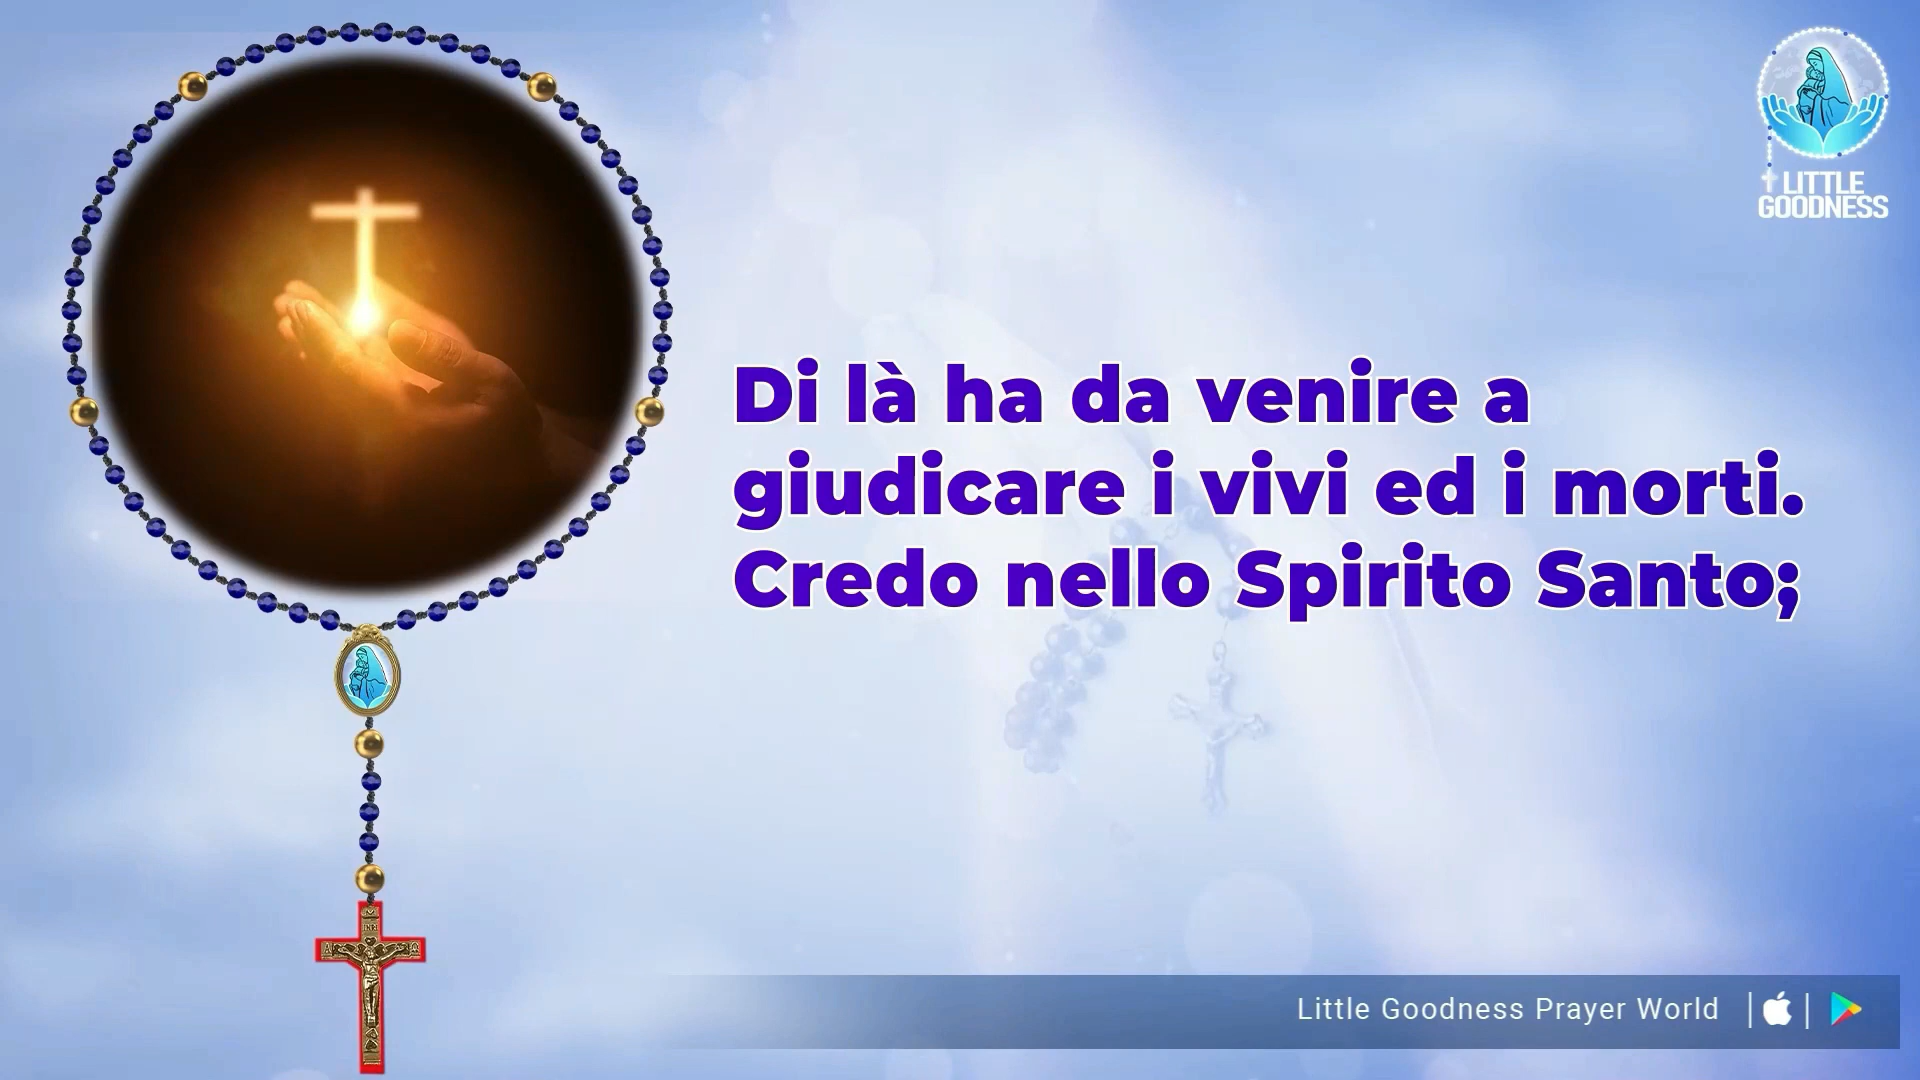 LITTLE
GOODNESS
Di là ha da venire a
giudicare i vivi ed i morti.
Credo nello Spirito Santo;
INRI
Little Goodness Prayer World